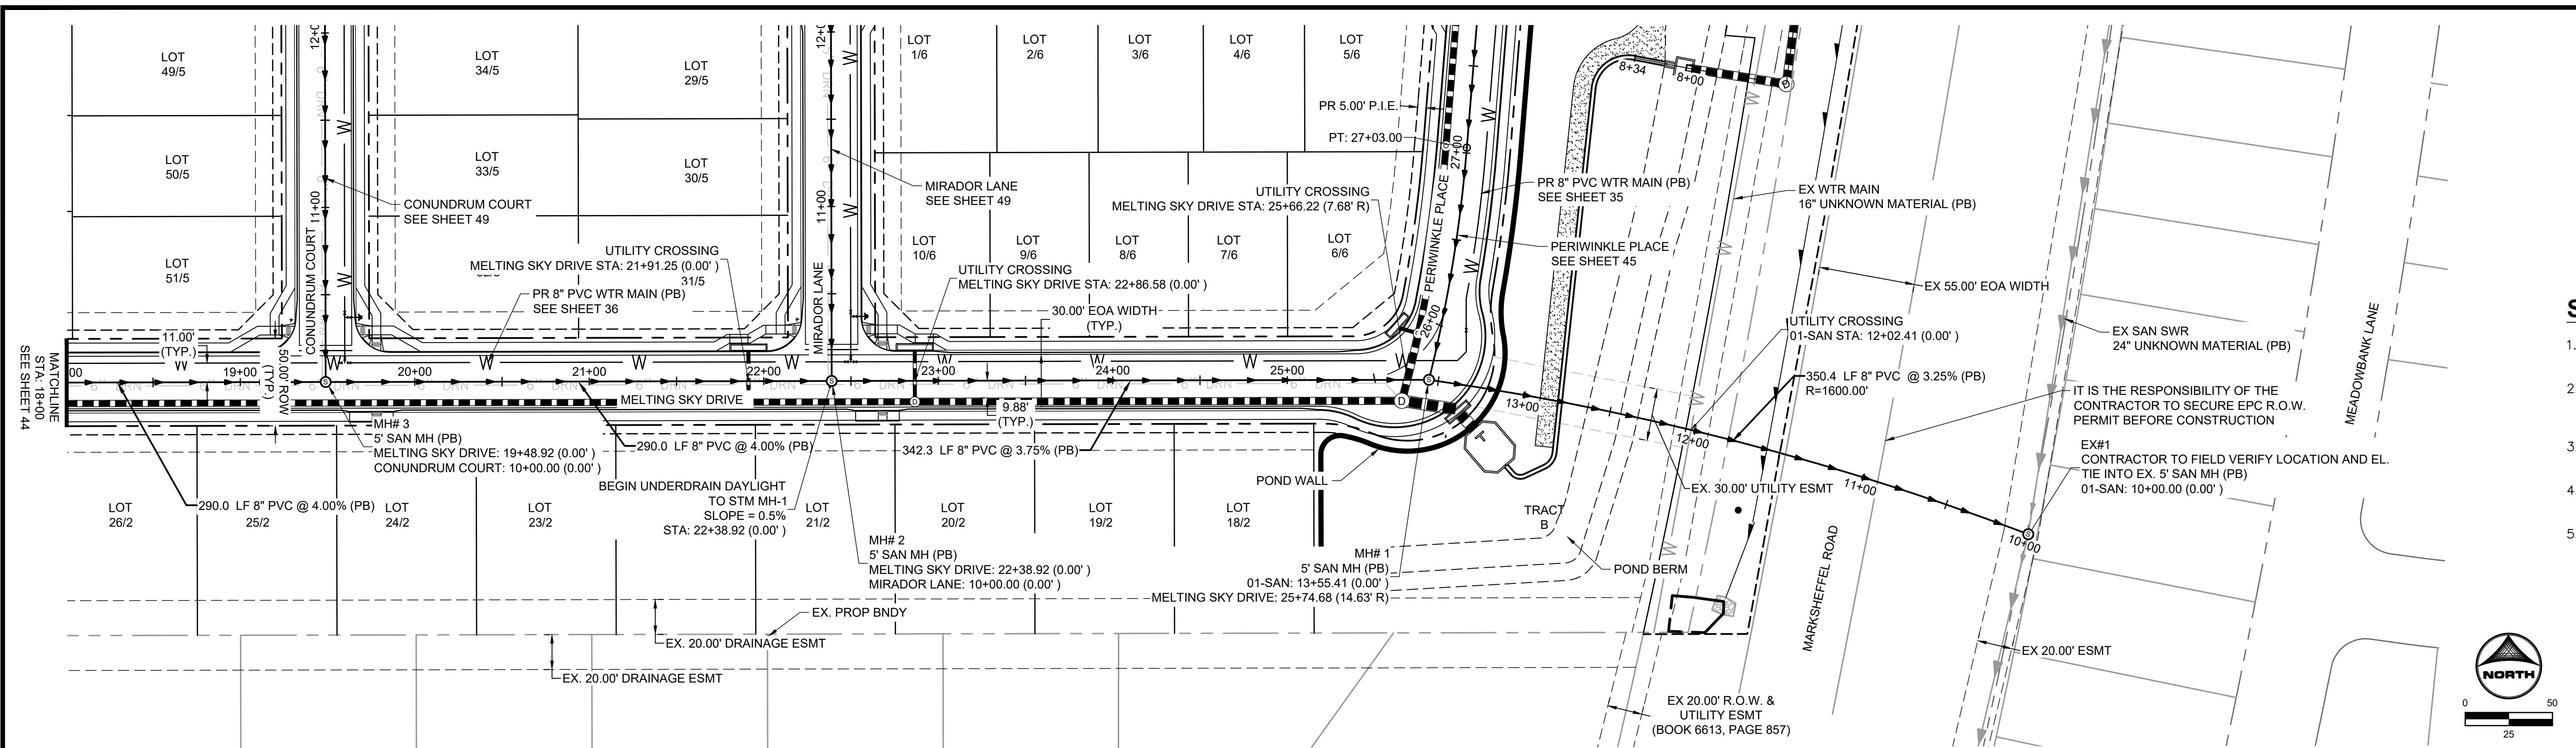 LOT
49/5
LOT
50/5
LOT
51/5
12+0
11+00
CONUNDRUM COURT
CONUNDRUM COURT
SEE SHEET 49
LOT
34/5
LOT
33/5
LOT
29/5
LOT
30/5
31/5
UTILITY CROSSING
MELTING SKY DRIVE STA: 21+91.25 (0.00' )
PR 8" PVC WTR MAIN (PB)
SEE SHEET 36
12+0
11+00
MIRADOR LANE
MIRADOR LANE
SEE SHEET 49
LOT
1/6
LOT
2/6
LOT
3/6
LOT
4/6
LOT
5/6
LOT
10/6
LOT
9/6
LOT
8/6
LOT
7/6
LOT
6/6
UTILITY CROSSING
MELTING SKY DRIVE STA: 22+86.58 (0.00' )
30.00' EOA WIDTH
(TYP.)
UTILITY CROSSING
MELTING SKY DRIVE STA: 25+66.22 (7.68' R)
PR 5.00' P.I.E.
PT: 27+03.00
27+00
PERIWINKLE PLACE
PERIWINKLE PLACE
26+00
PR 8" PVC WTR MAIN (PB)
SEE SHEET 35
PERIWINKLE PLACE
SEE SHEET 45
8+34
8+00
D
EX WTR MAIN
16" UNKNOWN MATERIAL (PB)
EX 55.00' EOA WIDTH
UTILITY CROSSING
01-SAN STA: 12+02.41 (0.00' )
EX SAN SWR
24" UNKNOWN MATERIAL (PB)
350.4 LF 8" PVC @ 3.25% (PB)
R=1600.00'
IT IS THE RESPONSIBILITY OF THE
CONTRACTOR TO SECURE EPC R.O.W.
PERMIT BEFORE CONSTRUCTION
EX#1
CONTRACTOR TO FIELD VERIFY LOCATION AND EL.
TIE INTO EX. 5' SAN MH (PB)
01-SAN: 10+00.00 (0.00' )
MEADOWBANK LANE
S
1.
2.
3.
4.
5.
MATCHLINE
STA: 18+00
SEE SHEET 44
11.00'
(TYP.)
50.00' ROW
(TYP.)
00
19+00
20+00
21+00
22+00
23+00
24+00
25+00
6" DRN
W
MELTING SKY DRIVE
9.88'
(TYP.)
13+00
12+00
11+00
10+00
MH# 3
5' SAN MH (PB)
MELTING SKY DRIVE: 19+48.92 (0.00' )
CONUNDRUM COURT: 10+00.00 (0.00' )
290.0 LF 8" PVC @ 4.00% (PB)
290.0 LF 8" PVC @ 4.00% (PB)
342.3 LF 8" PVC @ 3.75% (PB)
BEGIN UNDERDRAIN DAYLIGHT
TO STM MH-1
SLOPE = 0.5%
STA: 22+38.92 (0.00' )
MH# 2
5' SAN MH (PB)
MELTING SKY DRIVE: 22+38.92 (0.00' )
MIRADOR LANE: 10+00.00 (0.00' )
MH# 1
5' SAN MH (PB)
01-SAN: 13+55.41 (0.00' )
MELTING SKY DRIVE: 25+74.68 (14.63' R)
POND WALL
T
TRACT
B
POND BERM
EX. 30.00' UTILITY ESMT
LOT
26/2
LOT
25/2
LOT
24/2
LOT
23/2
LOT
21/2
LOT
20/2
LOT
19/2
LOT
18/2
EX. PROP BNDY
EX. 20.00' DRAINAGE ESMT
EX. 20.00' DRAINAGE ESMT
MARKSHEFFEL ROAD
EX 20.00' R.O.W. &
UTILITY ESMT
(BOOK 6613, PAGE 857)
EX 20.00' ESMT
NORTH
0
50
25